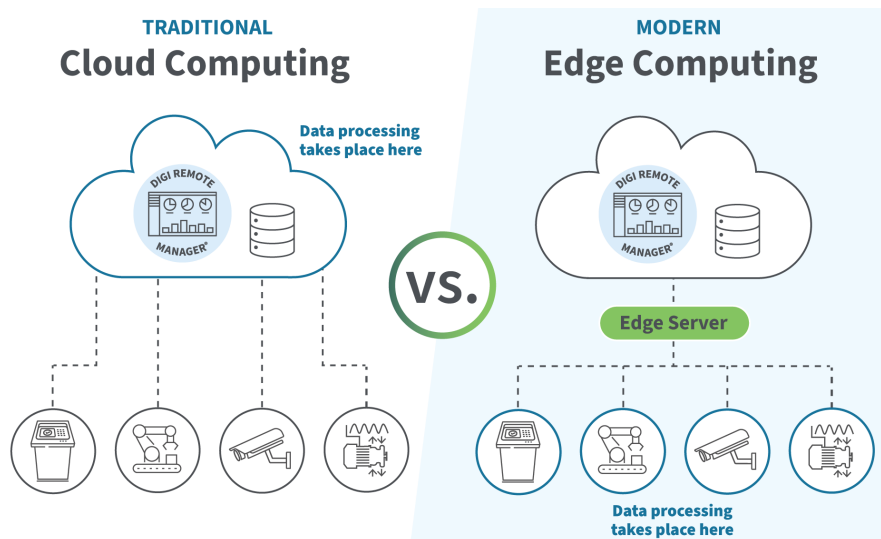 TRADITIONAL
Cloud Computing
Data processing
takes place here
DIGI REMOTE
MANAGER®
VS.
MODERN
Edge Computing
DIGI REMOTE
MANAGER®
Edge Server
Data processing
takes place here